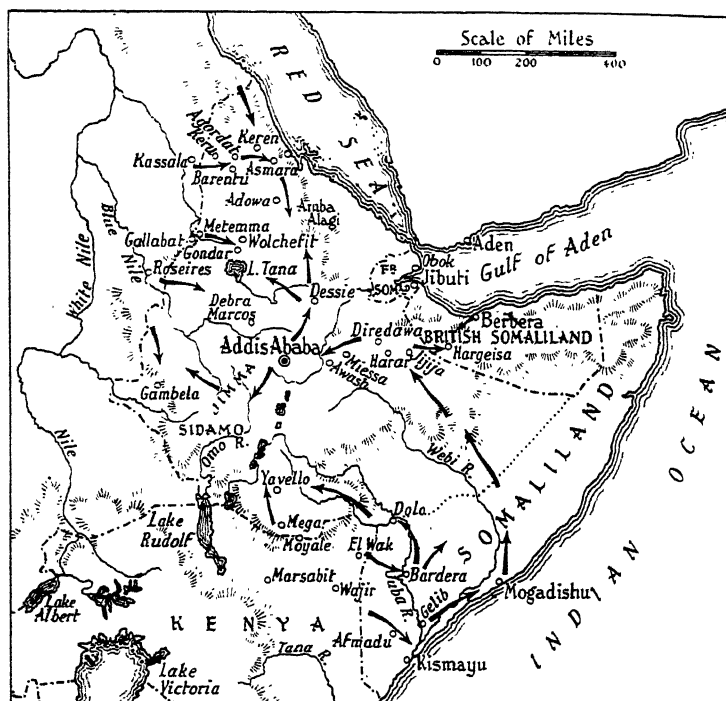 Scale of Miles
0 100 200 400
RED SEA
Agordat
Keru
Keren
Kassala
Barentu
Asmara
Adowa
Amba
Alagi
White Nile
Blue
Nile
Metemma
Gallabat
Wolchefit
Gondar
Roseires
L. Tana
Aden
Obok
FR.
SOM.
Jibuti
Gulf of Aden
Dessie
Debra
Marcos
Diredawa
Berbera
BRITISH SOMALILAND
Addis Ababa
Harar
Jijja
Hargeisa
Miessa
Awash
Gambela
JIMMA
SIDAMO
Omo R.
Nile
Webi R.
SOMALILAND
INDIAN OCEAN
Yavello
Dolo
Lake
Rudolf
Mega
Moyale
El Wak
Bardera
Marsabit
Wajir
Juba R.
Gelib
Mogadishu
Lake
Albert
KENYA
Afmadu
Tana R.
Kismayu
Lake
Victoria